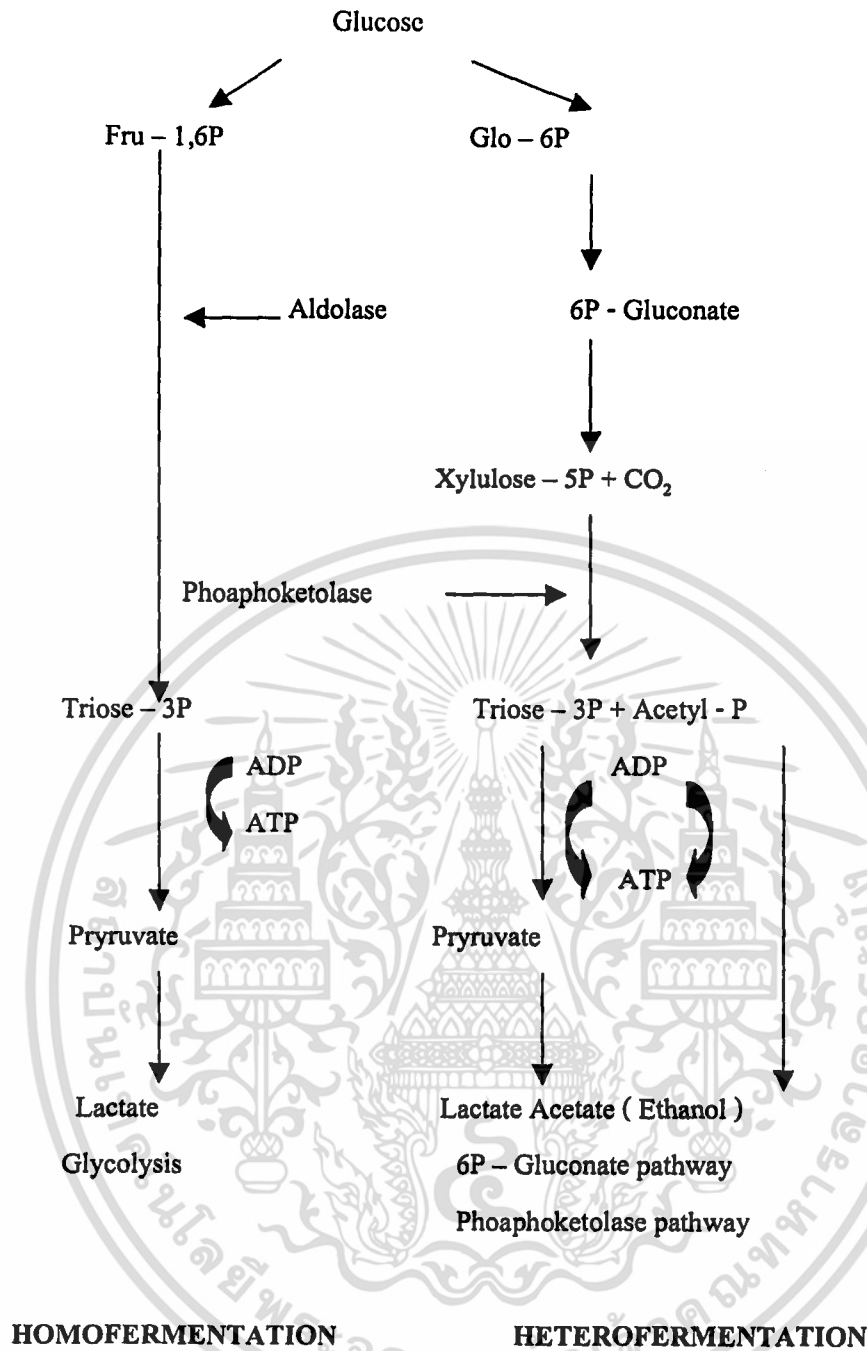 Glucose
Fru – 1,6P
Glo – 6P
Aldolase
6P - Gluconate
Xylulose – 5P + CO₂
Phoaphoketolase
Triose – 3P
Triose – 3P + Acetyl - P
ADP
ATP
ADP
ATP
Pryruvate
Pryruvate
Lactate
Lactate Acetate ( Ethanol )
Glycolysis
6P – Gluconate pathway
Phoaphoketolase pathway
HOMOFERMENTATION
HETEROFERMENTATION